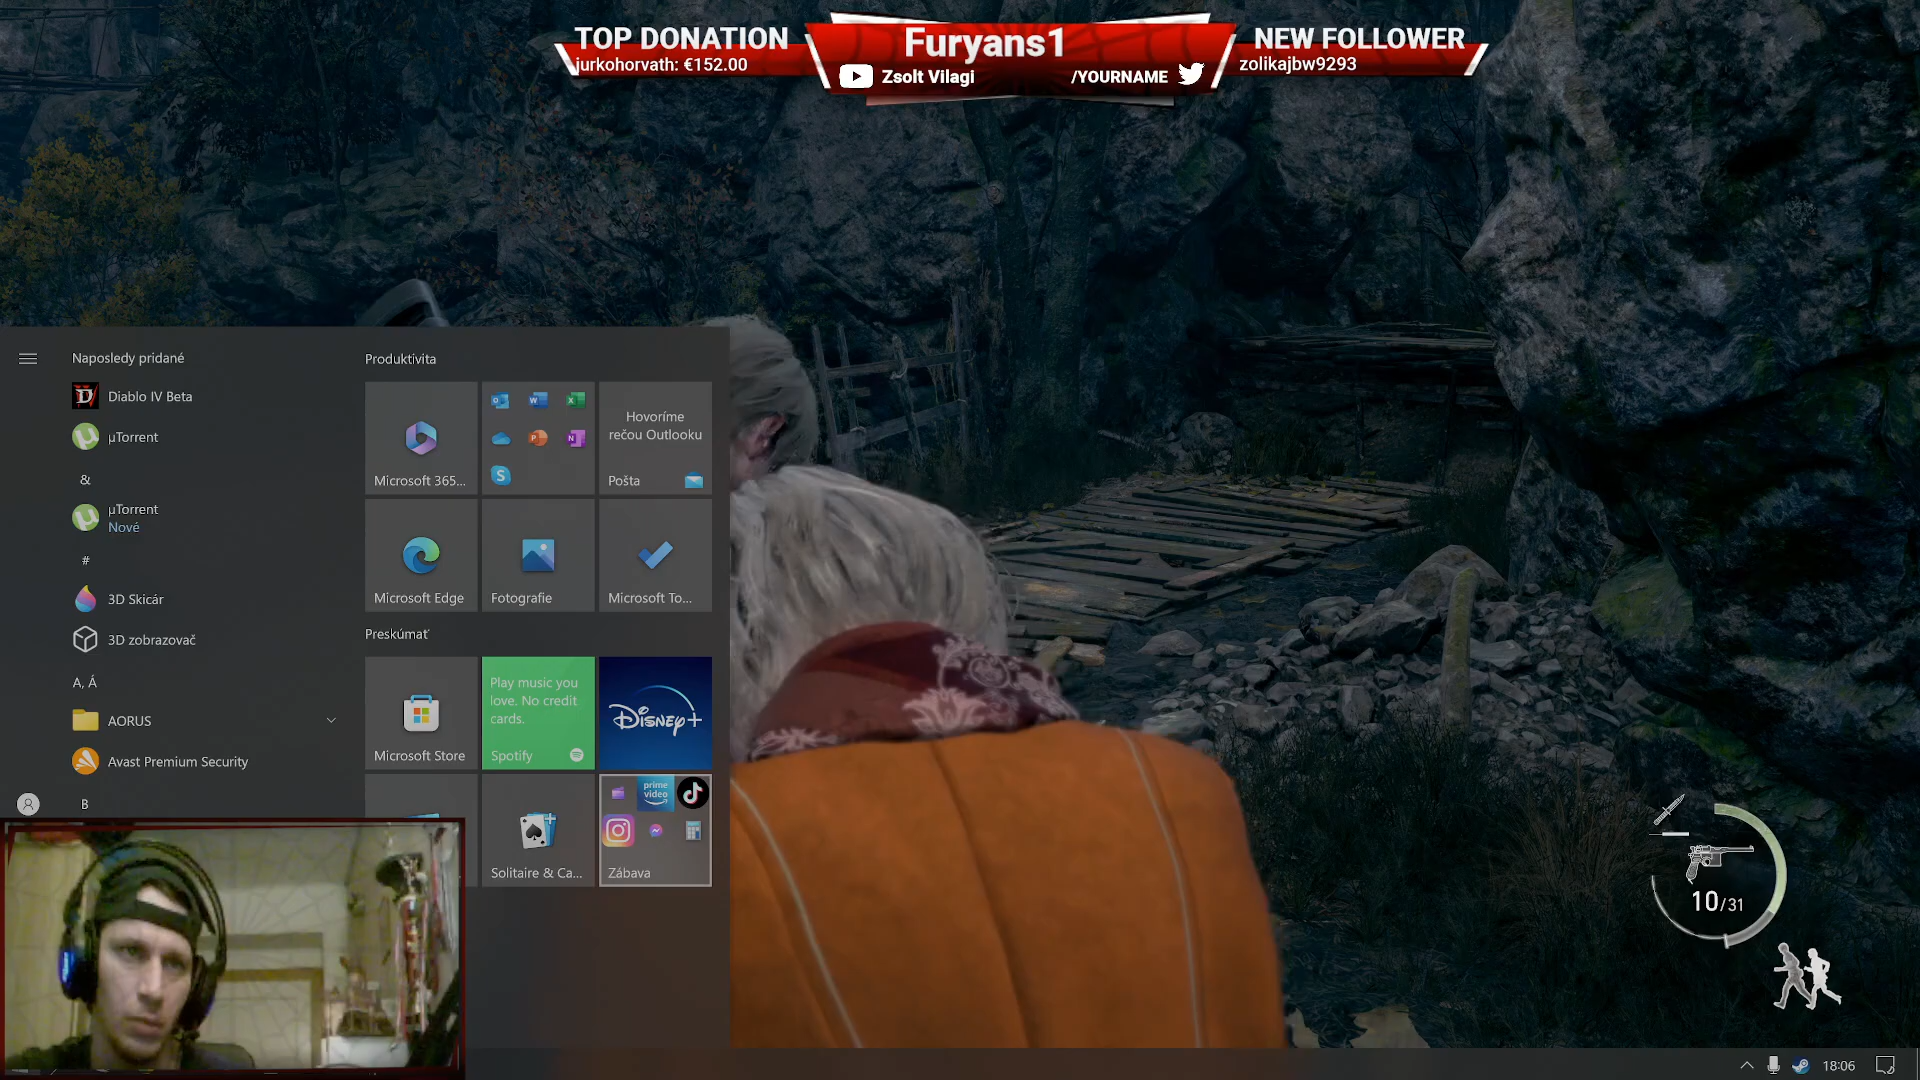 TOP DONATION
jurkohorvath: €152.00
Furyans1
Zsolt Vilagi
/YOURNAME
NEW FOLLOWER
zolikajbw9293
Naposledy pridané
Diablo IV Beta
µTorrent
&
µTorrent
Nové
#
3D Skicár
3D zobrazovač
A, Á
AORUS
Avast Premium Security
B
Produktivita
Microsoft 365...
Hovoríme
rečou Outlooku
Pošta
Microsoft Edge
Fotografie
Microsoft To...
Preskúmať
Microsoft Store
Play music you
love. No credit
cards.
Spotify
Disney+
Solitaire & Ca...
prime
video
Zábava
10/31
18:06